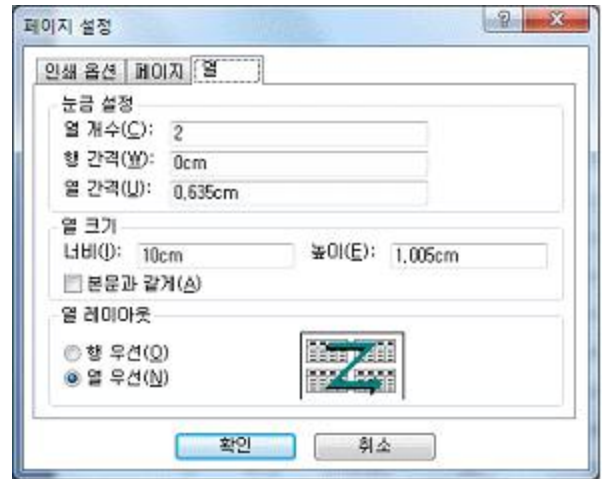 페이지 설정
인쇄 옵션 페이지 열
눈금 설정
열 개수(C): 2
행 간격(W): 0cm
열 간격(U): 0,635cm
열 크기
너비(I): 10cm 높이(E): 1,005cm
본문과 같게(A)
열 레이아웃
행 우선(O)
열 우선(N)
확인 취소